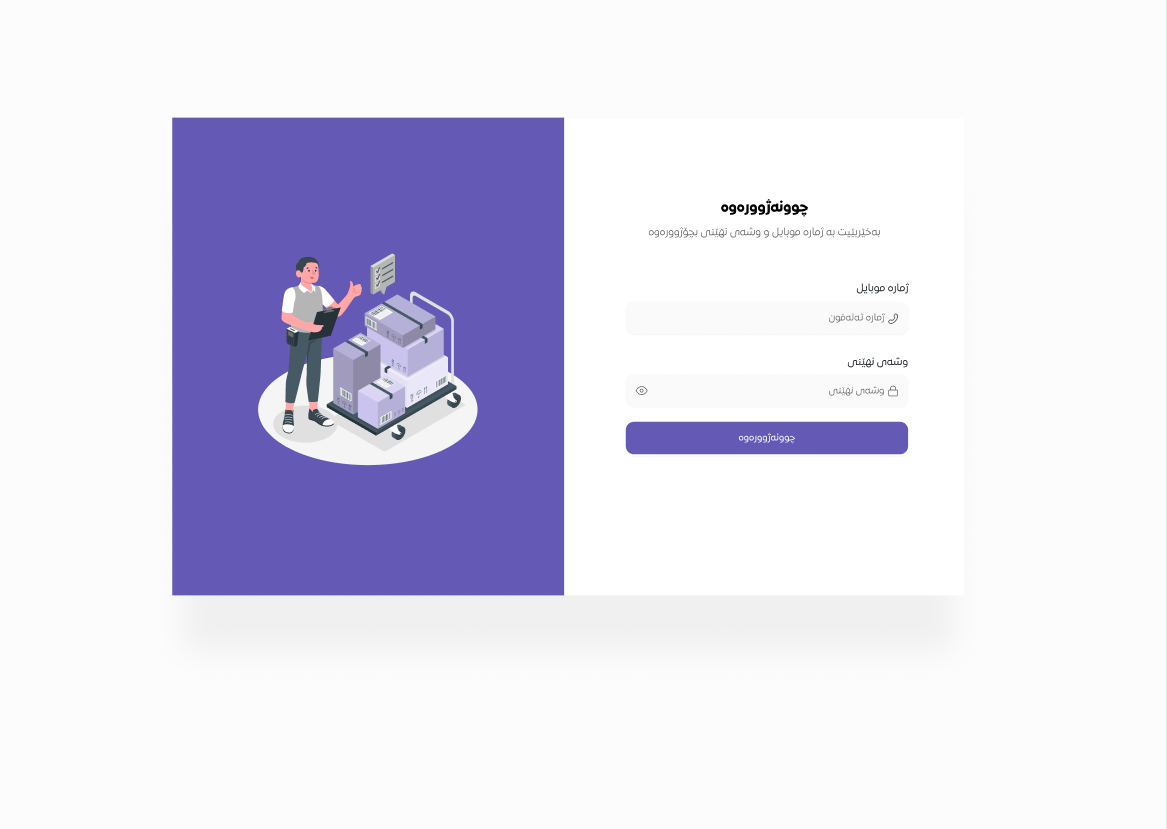 چوونەژوورەوە
بەخێربێیت بە ژمارە موبایل و وشەی نهێنی بچۆژوورەوە
ژمارە موبایل
ژمارە تەلەفون
وشەی نهێنی
وشەی نهێنی
چوونەژوورەوە